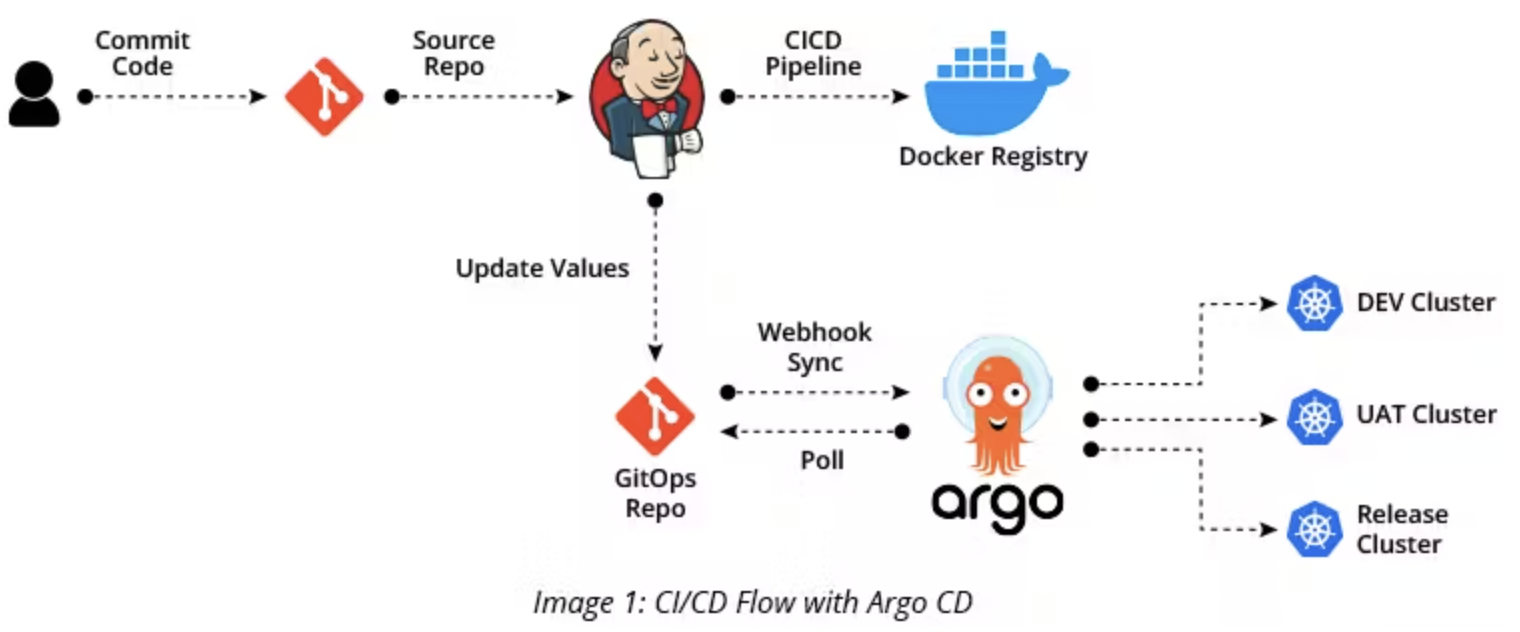 Commit
Code
Source
Repo
CICD
Pipeline
Docker Registry
Update Values
Webhook
Sync
Poll
GitOps
Repo
argo
DEV Cluster
UAT Cluster
Release
Cluster
Image 1: CI/CD Flow with Argo CD